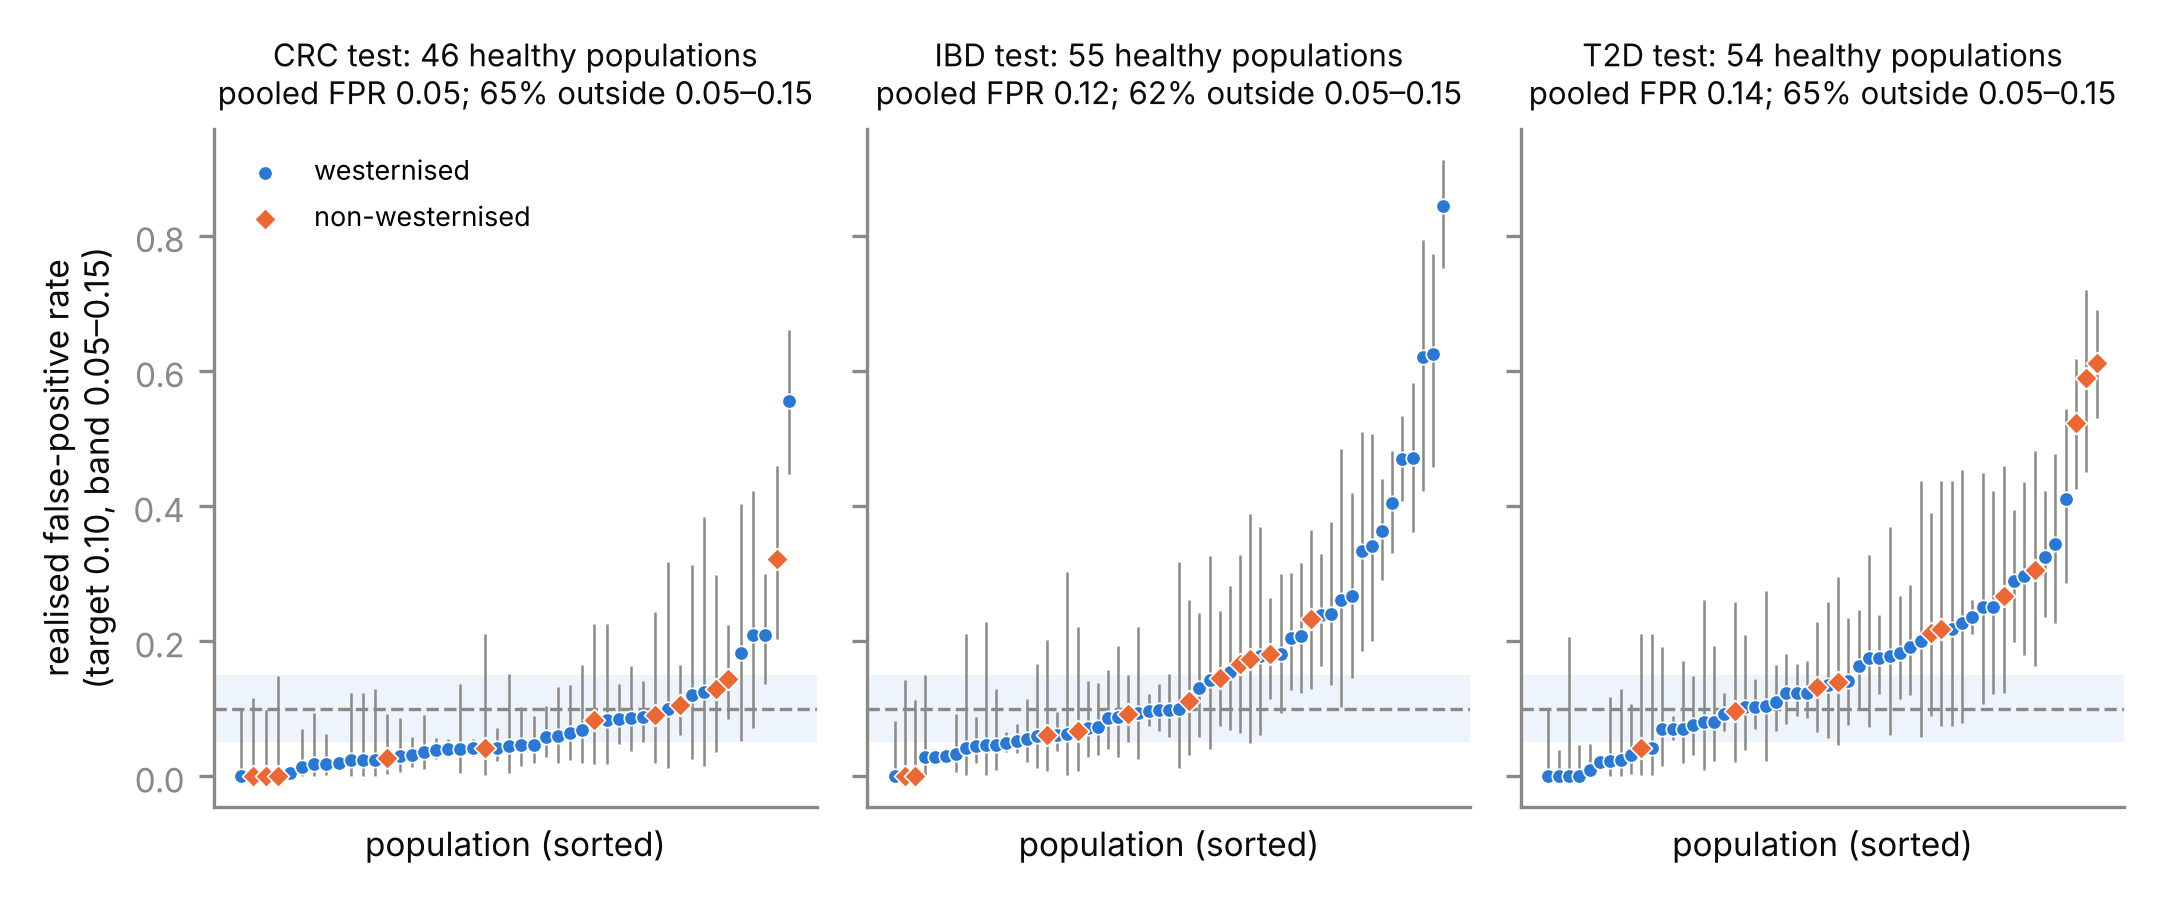 CRC test: 46 healthy populations
pooled FPR 0.05; 65% outside 0.05–0.15
IBD test: 55 healthy populations
pooled FPR 0.12; 62% outside 0.05–0.15
T2D test: 54 healthy populations
pooled FPR 0.14; 65% outside 0.05–0.15
westernised
non-westernised
realised false-positive rate
(target 0.10, band 0.05–0.15)
0.8
0.6
0.4
0.2
0.0
population (sorted)
population (sorted)
population (sorted)